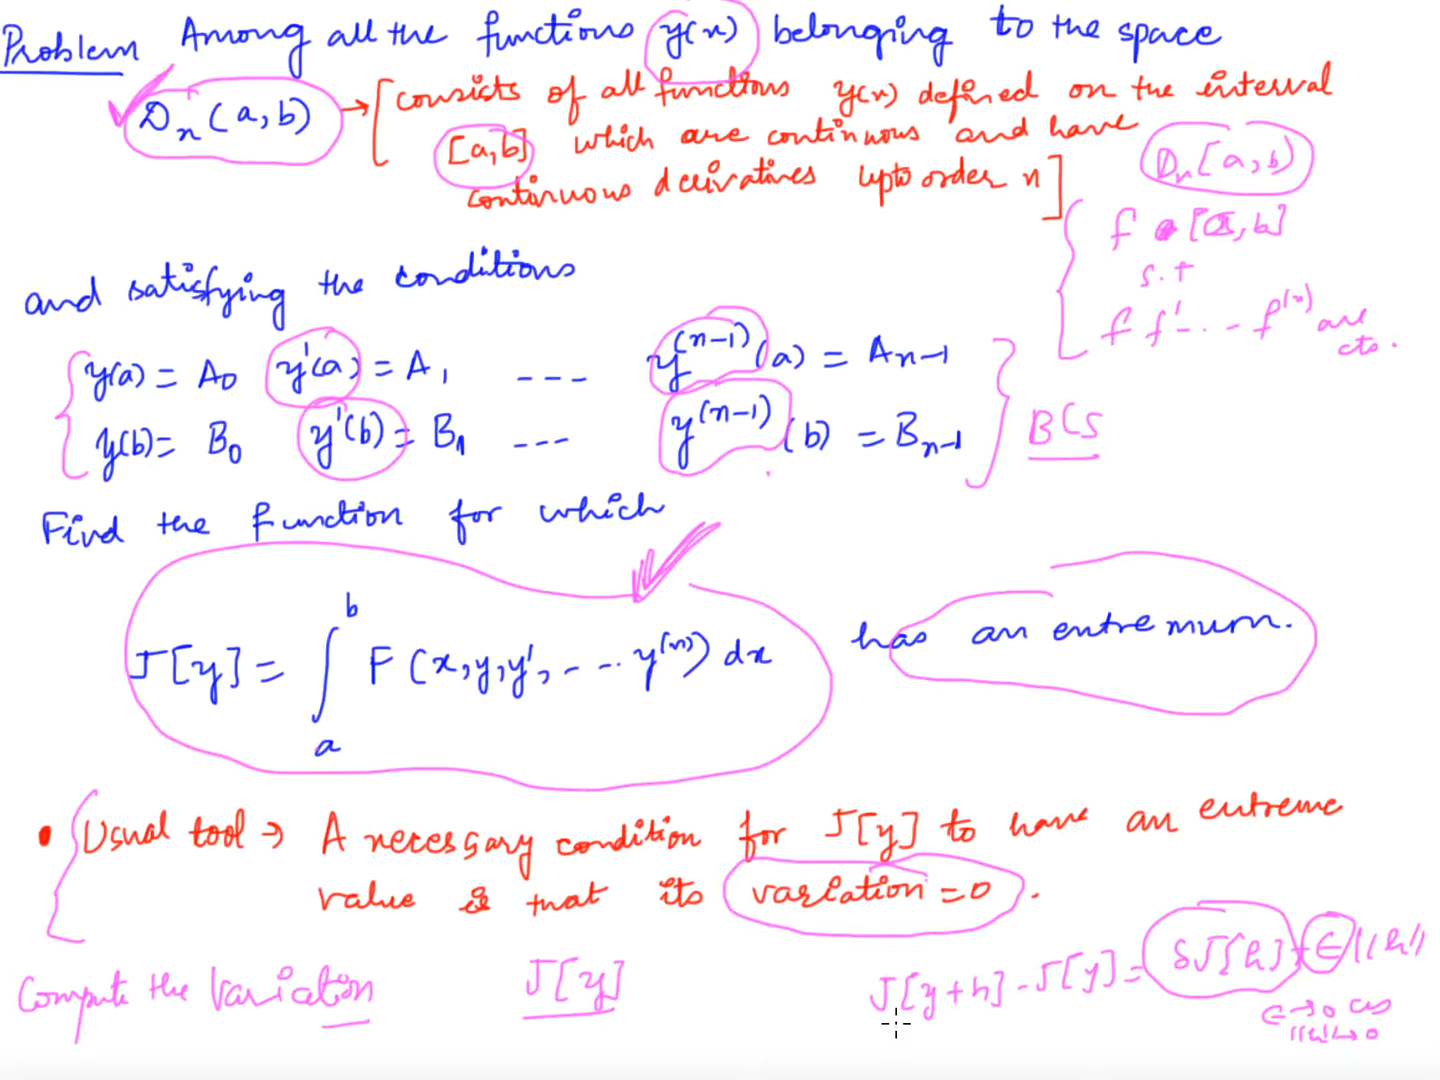 Problem Among all the functions y(x) belonging to the space
Dn (a,b) → [consists of all functions y(x) defined on the interval
[a,b] which are continuous and have
continuous derivatives upto order n]
Dn [a,b)
f [a,b]
s.t
f f' ... f^(n) are
cts.
and satisfying the conditions
y(a) = A0 y'(a) = A1 --- y^(n-1) (a) = An-1
y(b) = B0 y'(b) = B1 --- y^(n-1) (b) = Bn-1
BCS
Find the function for which
J[y] = ∫_a^b F(x,y,y', --... y^(n)) dx has an extremum.
• Usual tool → A necessary condition for J[y] to have an extreme
value is that its variation = 0.
Compute the variation J[y]
J[y+h] - J[y] = δJ[h] + ∈ ||h||
∈→0 as
||h||→0